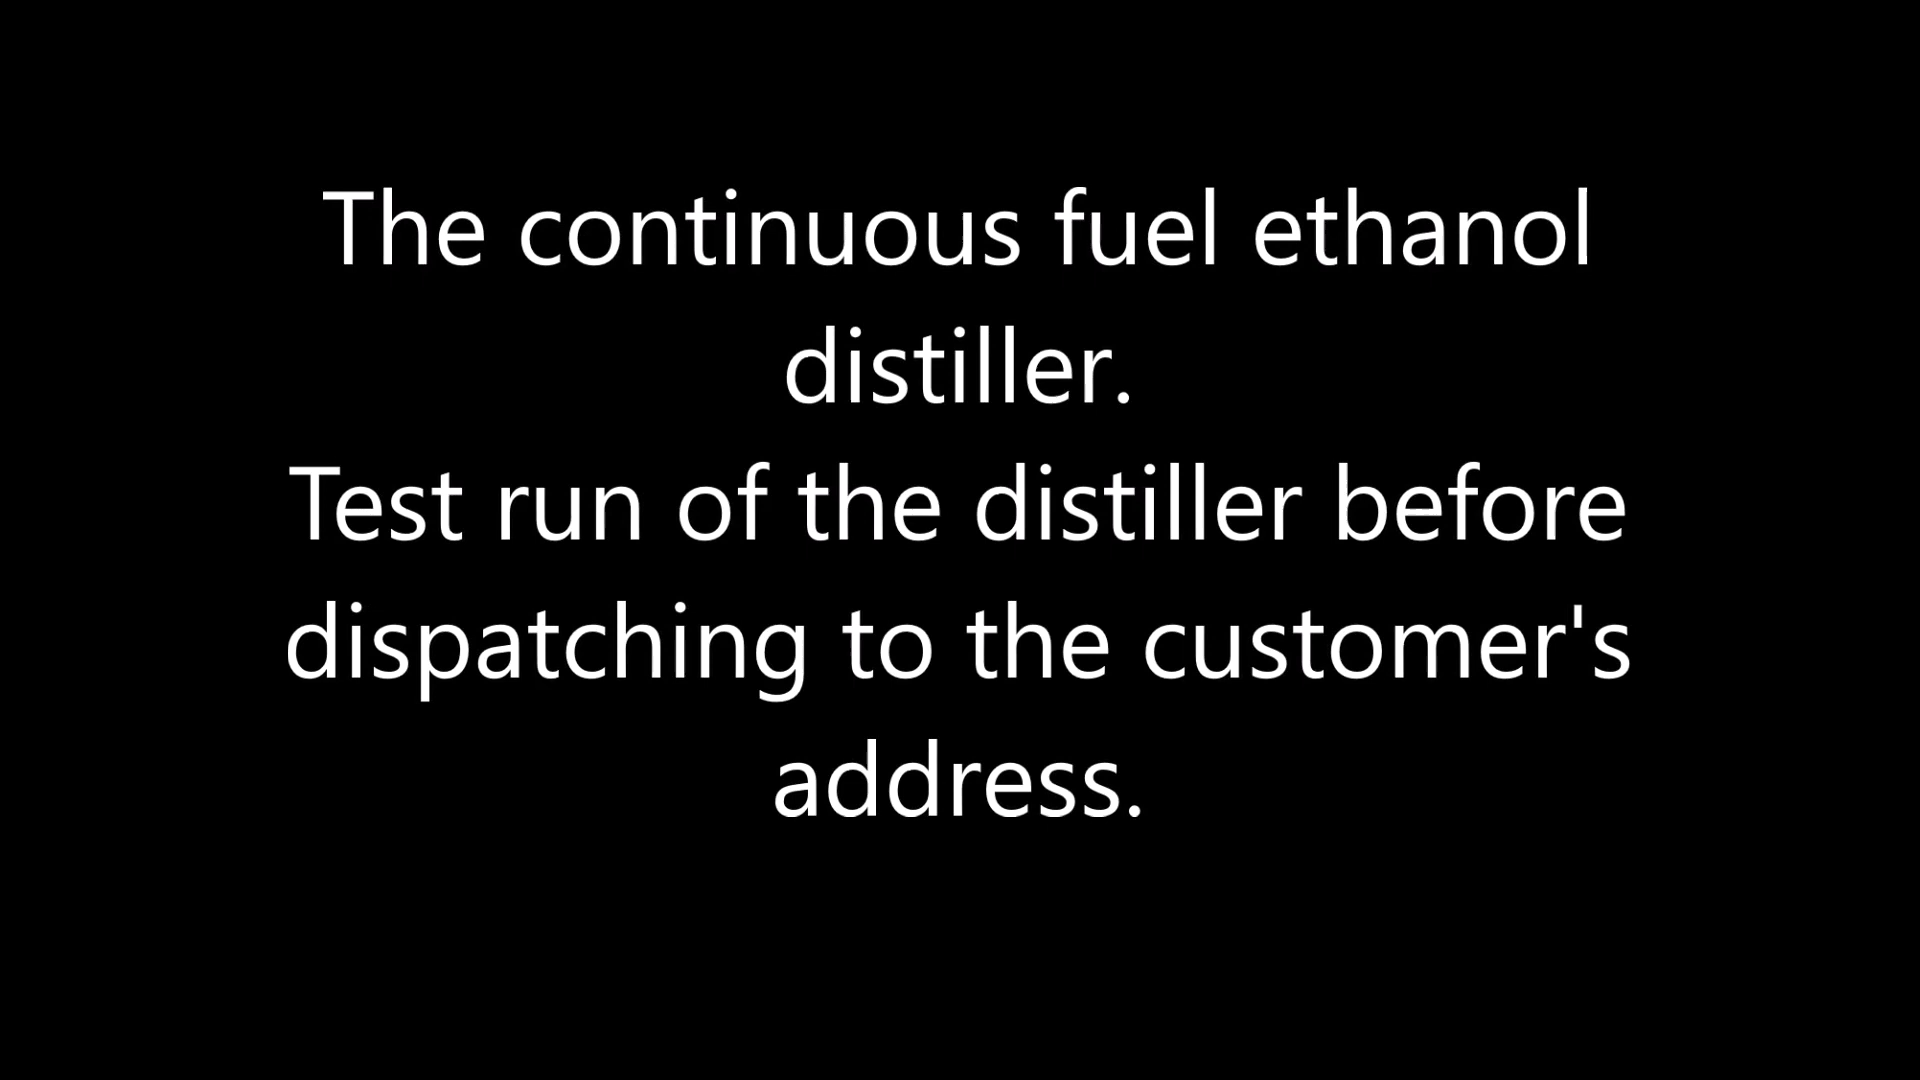 The continuous fuel ethanol
distiller.
Test run of the distiller before
dispatching to the customer's
address.